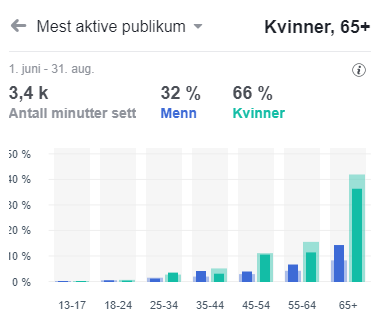 Mest aktive publikum
Kvinner, 65+
1. juni - 31. aug.
3,4 k
Antall minutter sett
32 %
Menn
66 %
Kvinner
50 %
40 %
30 %
20 %
10 %
0 %
13-17 18-24 25-34 35-44 45-54 55-64 65+